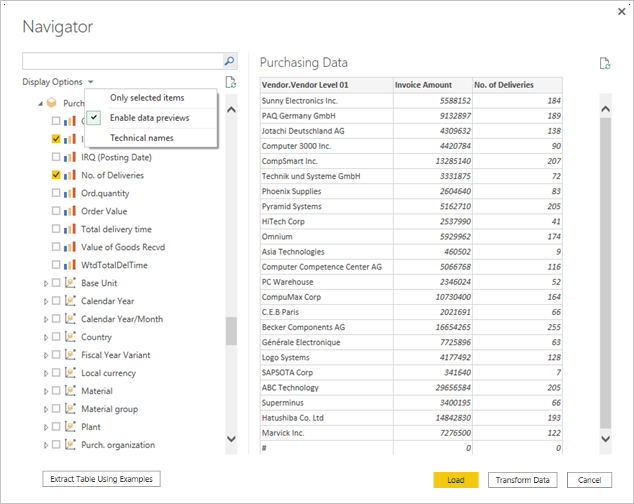 Navigator
Display Options
Only selected items
Enable data previews
Technical names
Purch
IRQ (Posting Date)
No. of Deliveries
Ord.quantity
Order Value
Total delivery time
Value of Goods Recvd
WtdTotalDelTime
Base Unit
Calendar Year
Calendar Year/Month
Country
Fiscal Year Variant
Local currency
Material
Material group
Plant
Purch. organization
Purchasing Data
Vendor.Vendor Level 01 Invoice Amount No. of Deliveries
Sunny Electronics Inc. 5588152 184
PAQ Germany GmbH 9132897 189
Jotachi Deutschland AG 4309632 138
Computer 3000 Inc. 4420784 90
CompSmart Inc. 13285140 207
Technik und Systeme GmbH 3331875 72
Phoenix Supplies 2604640 83
Pyramid Systems 5162710 205
HiTech Corp 2537990 41
Omnium 5929962 174
Asia Technologies 460502 9
Computer Competence Center AG 5066768 116
PC Warehouse 2346024 52
CompuMax Corp 10730400 164
C.E.B Paris 2021691 66
Becker Components AG 16654265 255
Générale Electronique 7725896 63
Logo Systems 4177492 128
SAPSOTA Corp 341640 7
ABC Technology 29656584 205
Superminus 3400195 66
Hatushiba Co. Ltd 14842830 193
Marvick Inc. 7276500 122
# 0 0
Extract Table Using Examples
Load
Transform Data
Cancel